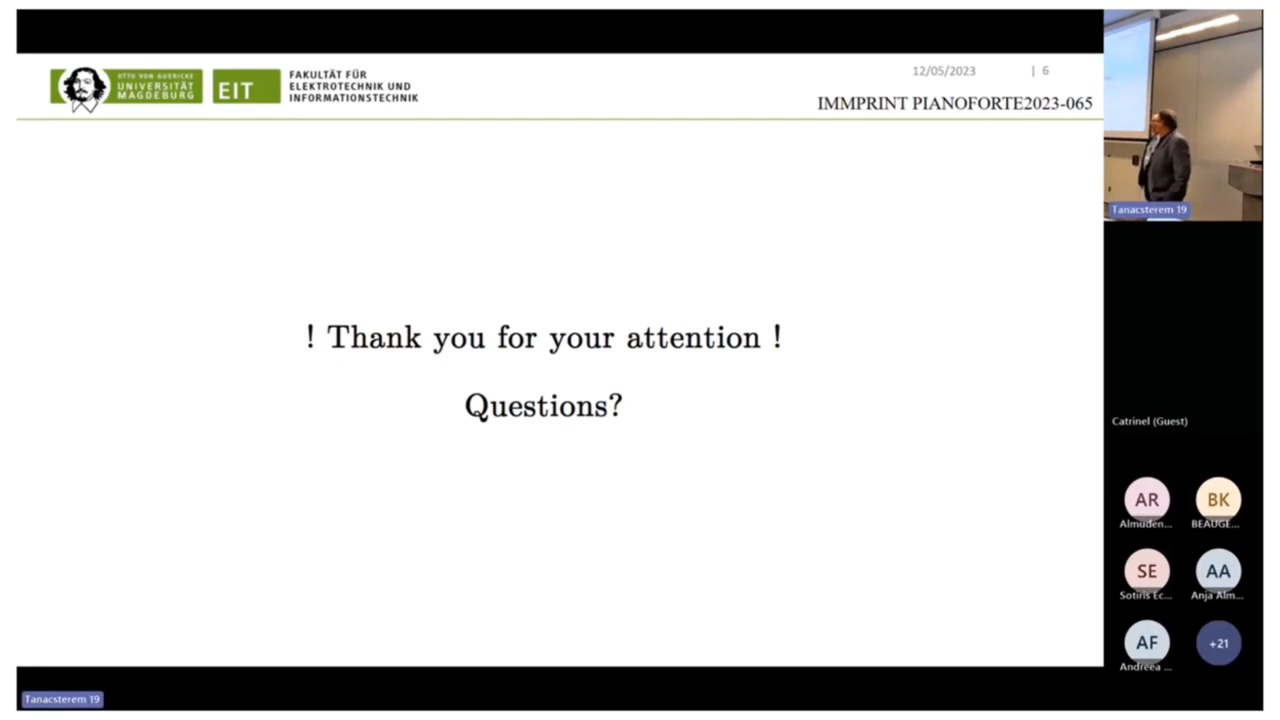 OTTO VON GUERICKE
UNIVERSITÄT
MAGDEBURG
EIT
FAKULTÄT FÜR
ELEKTROTECHNIK UND
INFORMATIONSTECHNIK
12/05/2023 | 6
IMMPRINT PIANOFORTE2023-065
! Thank you for your attention !
Questions?
Tanacsterem 19
Catrinel (Guest)
AR BK
Almuden... BEAUGE...
SE AA
Sotiris Ec... Anja Alm...
AF +21
Andreea ...
Tanacsterem 19